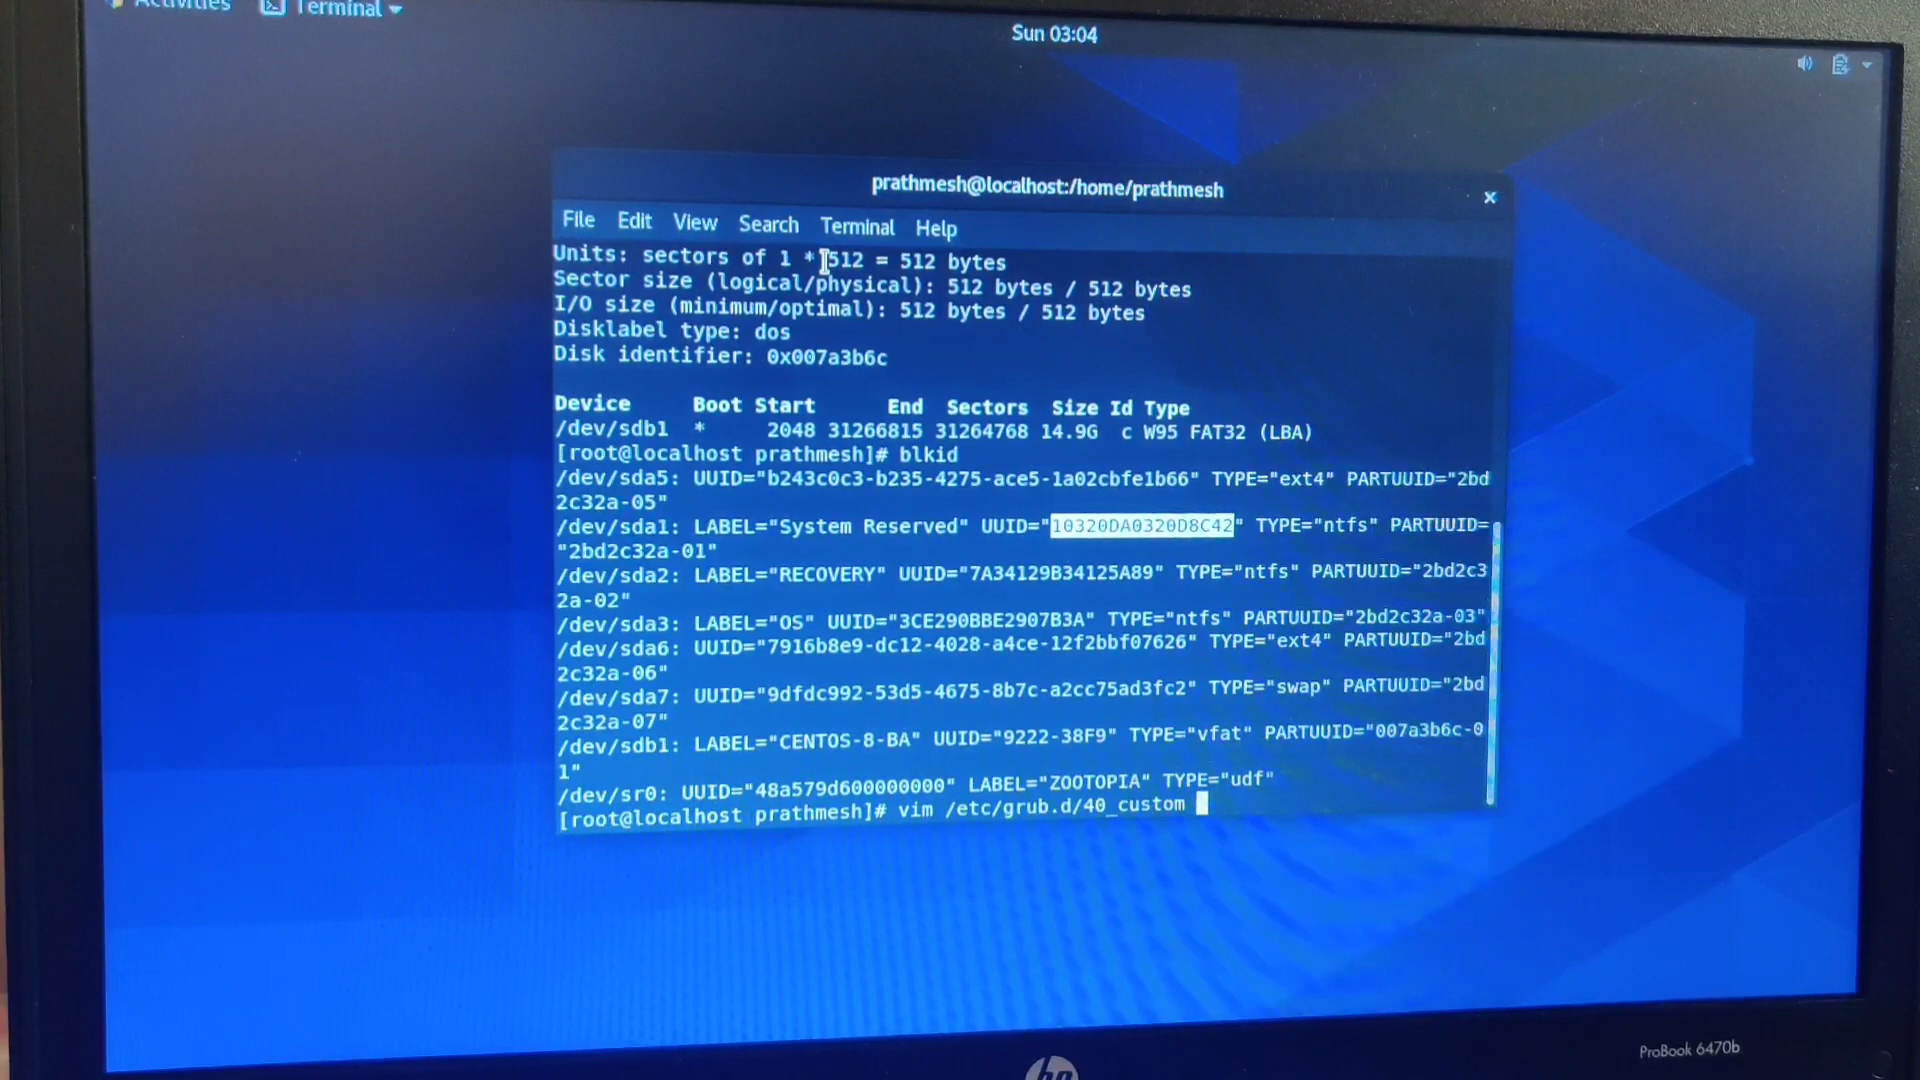 Activities Terminal
Sun 03:04
prathmesh@localhost:/home/prathmesh
File Edit View Search Terminal Help
Units: sectors of 1 * 512 = 512 bytes
Sector size (logical/physical): 512 bytes / 512 bytes
I/O size (minimum/optimal): 512 bytes / 512 bytes
Disklabel type: dos
Disk identifier: 0x007a3b6c
Device Boot Start End Sectors Size Id Type
/dev/sdb1 * 2048 31266815 31264768 14.9G c W95 FAT32 (LBA)
[root@localhost prathmesh]# blkid
/dev/sda5: UUID="b243c0c3-b235-4275-ace5-1a02cbfe1b66" TYPE="ext4" PARTUUID="2bd
2c32a-05"
/dev/sda1: LABEL="System Reserved" UUID="10320DA0320D8C42" TYPE="ntfs" PARTUUID=
"2bd2c32a-01"
/dev/sda2: LABEL="RECOVERY" UUID="7A34129B34125A89" TYPE="ntfs" PARTUUID="2bd2c3
2a-02"
/dev/sda3: LABEL="OS" UUID="3CE290BBE2907B3A" TYPE="ntfs" PARTUUID="2bd2c32a-03"
/dev/sda6: UUID="7916b8e9-dc12-4028-a4ce-12f2bbf07626" TYPE="ext4" PARTUUID="2bd
2c32a-06"
/dev/sda7: UUID="9dfdc992-53d5-4675-8b7c-a2cc75ad3fc2" TYPE="swap" PARTUUID="2bd
2c32a-07"
/dev/sdb1: LABEL="CENTOS-8-BA" UUID="9222-38F9" TYPE="vfat" PARTUUID="007a3b6c-0
1"
/dev/sr0: UUID="48a579d600000000" LABEL="ZOOTOPIA" TYPE="udf"
[root@localhost prathmesh]# vim /etc/grub.d/40_custom
ProBook 6470b
hp